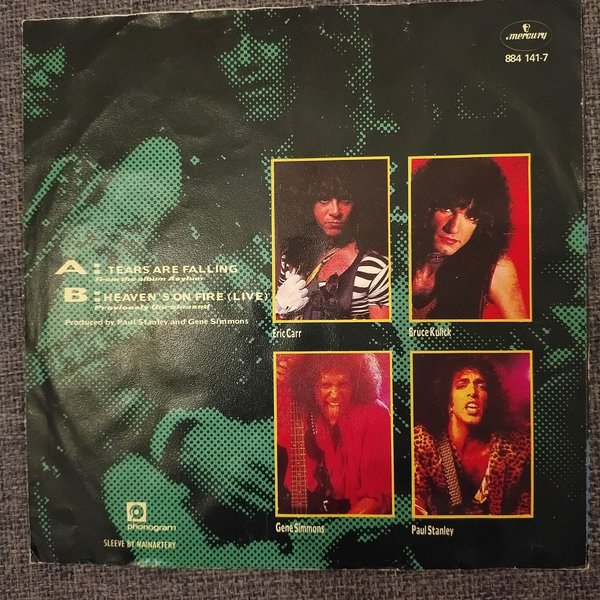 mercury
884 141-7
A: TEARS ARE FALLING
From the album Asylum
B: HEAVEN'S ON FIRE (LIVE)
Previously Unreleased
Produced by Paul Stanley and Gene Simmons
Eric Carr
Bruce Kulick
Gene Simmons
Paul Stanley
phonogram
SLEEVE BY MAINARTERY